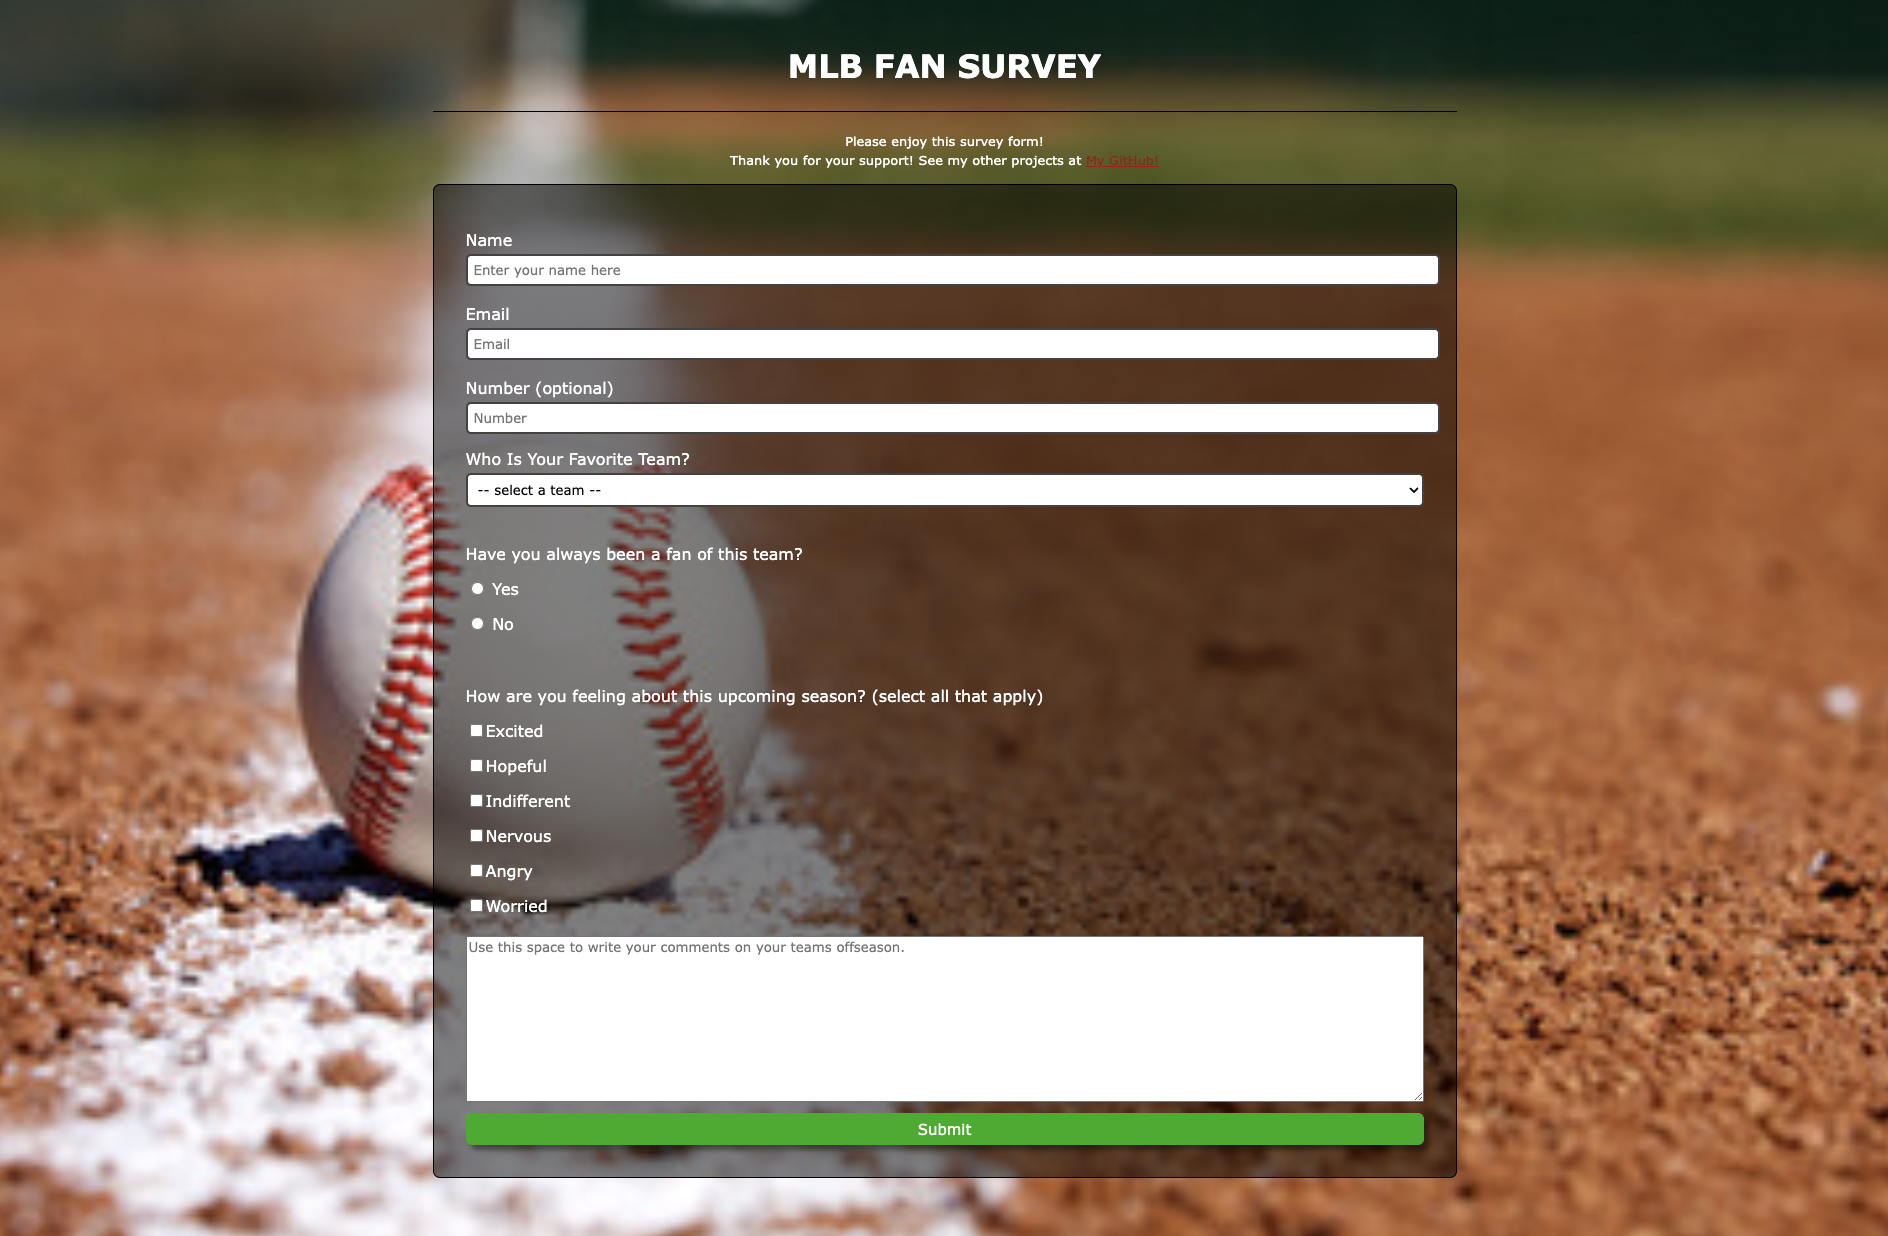 MLB FAN SURVEY
Please enjoy this survey form!
Thank you for your support! See my other projects at My GitHub!
Name
Enter your name here
Email
Email
Number (optional)
Number
Who Is Your Favorite Team?
-- select a team --
Have you always been a fan of this team?
Yes
No
How are you feeling about this upcoming season? (select all that apply)
Excited
Hopeful
Indifferent
Nervous
Angry
Worried
Use this space to write your comments on your teams offseason.
Submit